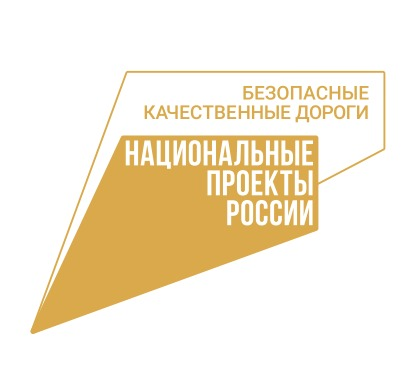 БЕЗОПАСНЫЕ
КАЧЕСТВЕННЫЕ ДОРОГИ
НАЦИОНАЛЬНЫЕ
ПРОЕКТЫ
РОССИИ